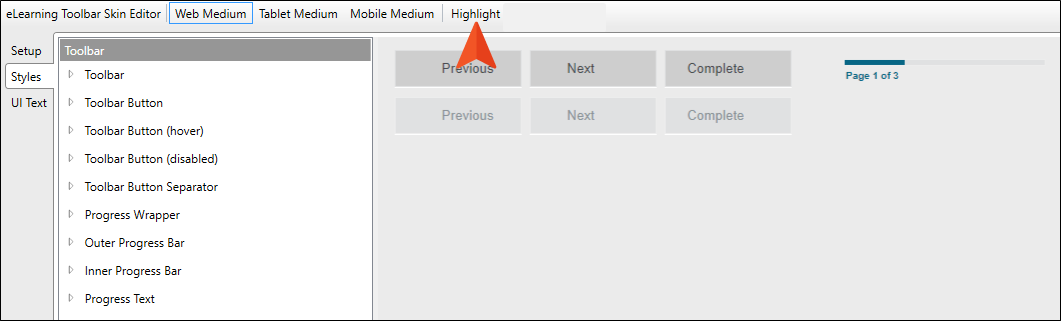 eLearning Toolbar Skin Editor Web Medium Tablet Medium Mobile Medium Highlight
Setup
Styles
UI Text
Toolbar
Toolbar
Toolbar Button
Toolbar Button (hover)
Toolbar Button (disabled)
Toolbar Button Separator
Progress Wrapper
Outer Progress Bar
Inner Progress Bar
Progress Text
Previous Next Complete
Previous Next Complete
Page 1 of 3